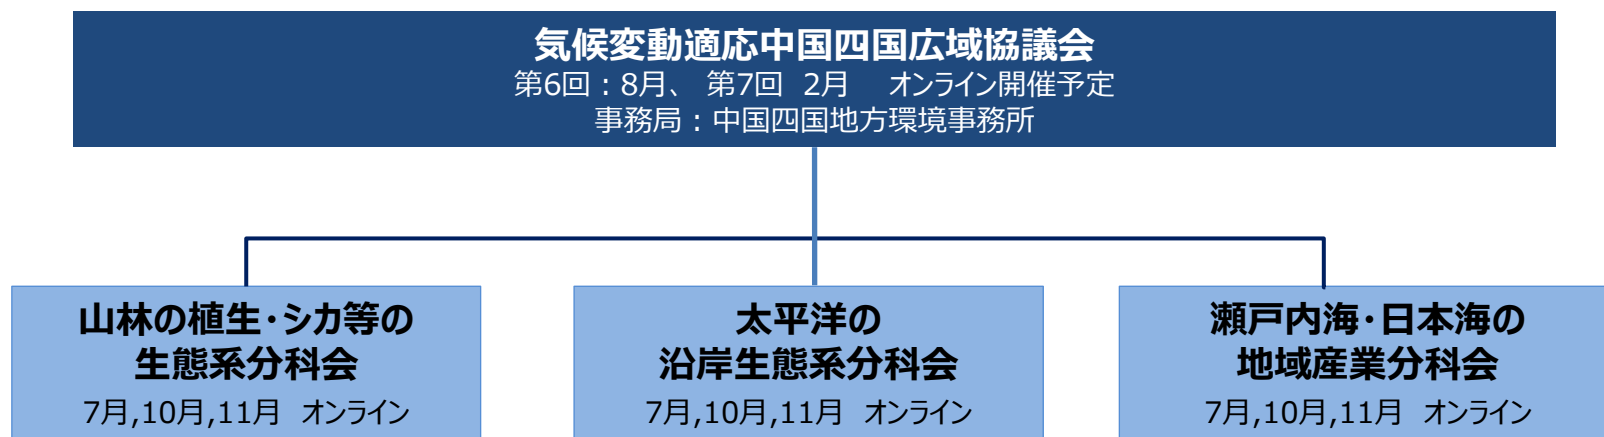 気候変動適応中国四国広域協議会
第6回：8月、 第7回 2月　オンライン開催予定
事務局：中国四国地方環境事務所
山林の植生・シカ等の
生態系分科会
7月,10月,11月 オンライン
太平洋の
沿岸生態系分科会
7月,10月,11月 オンライン
瀬戸内海・日本海の
地域産業分科会
7月,10月,11月 オンライン